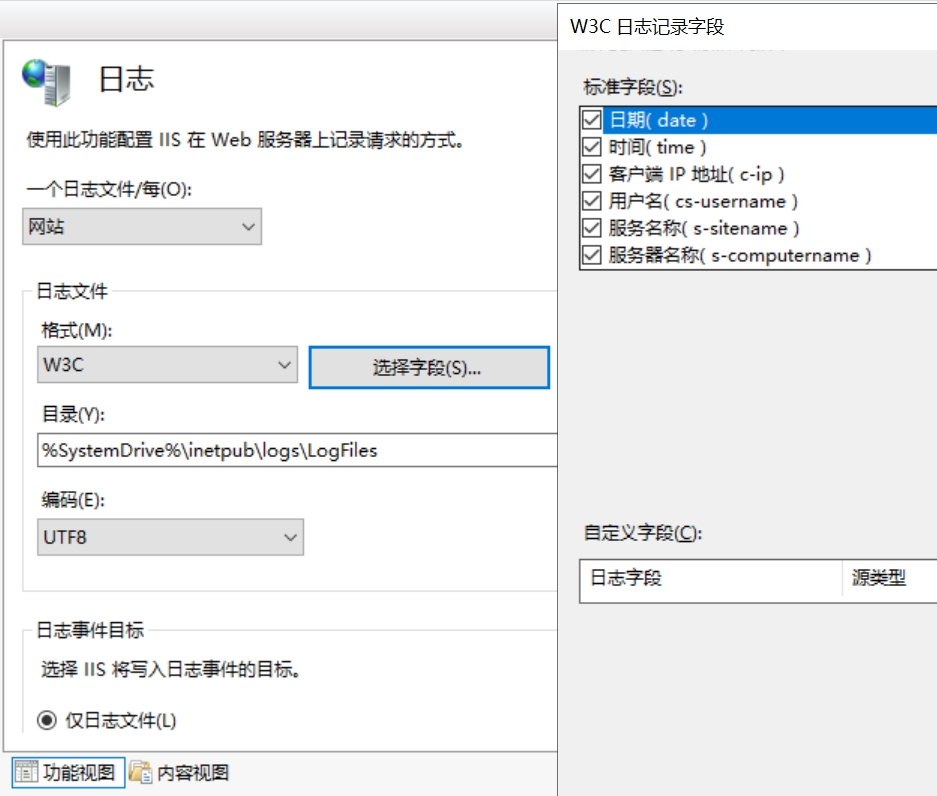 日志
使用此功能配置 IIS 在 Web 服务器上记录请求的方式。
一个日志文件/每(O):
网站
日志文件
格式(M):
W3C
选择字段(S)...
目录(Y):
%SystemDrive%\inetpub\logs\LogFiles
编码(E):
UTF8
日志事件目标
选择 IIS 将写入日志事件的目标。
仅日志文件(L)
功能视图
内容视图
W3C 日志记录字段
标准字段(S):
日期( date )
时间( time )
客户端 IP 地址( c-ip )
用户名( cs-username )
服务名称( s-sitename )
服务器名称( s-computername )
自定义字段(C):
日志字段
源类型